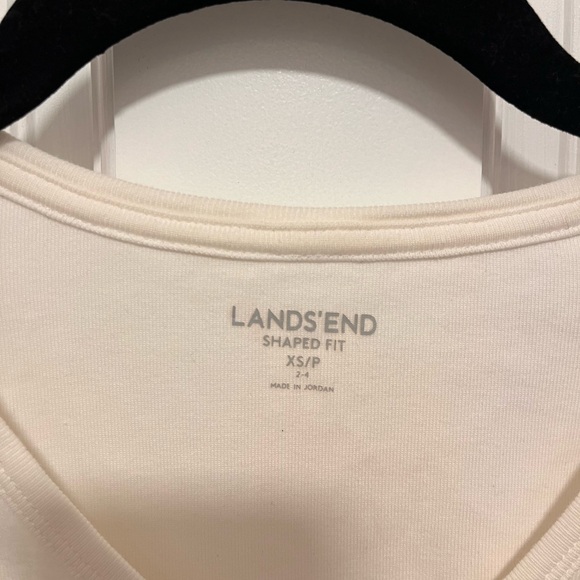 LANDS'END
SHAPED FIT
XS/P
2-4
MADE IN JORDAN